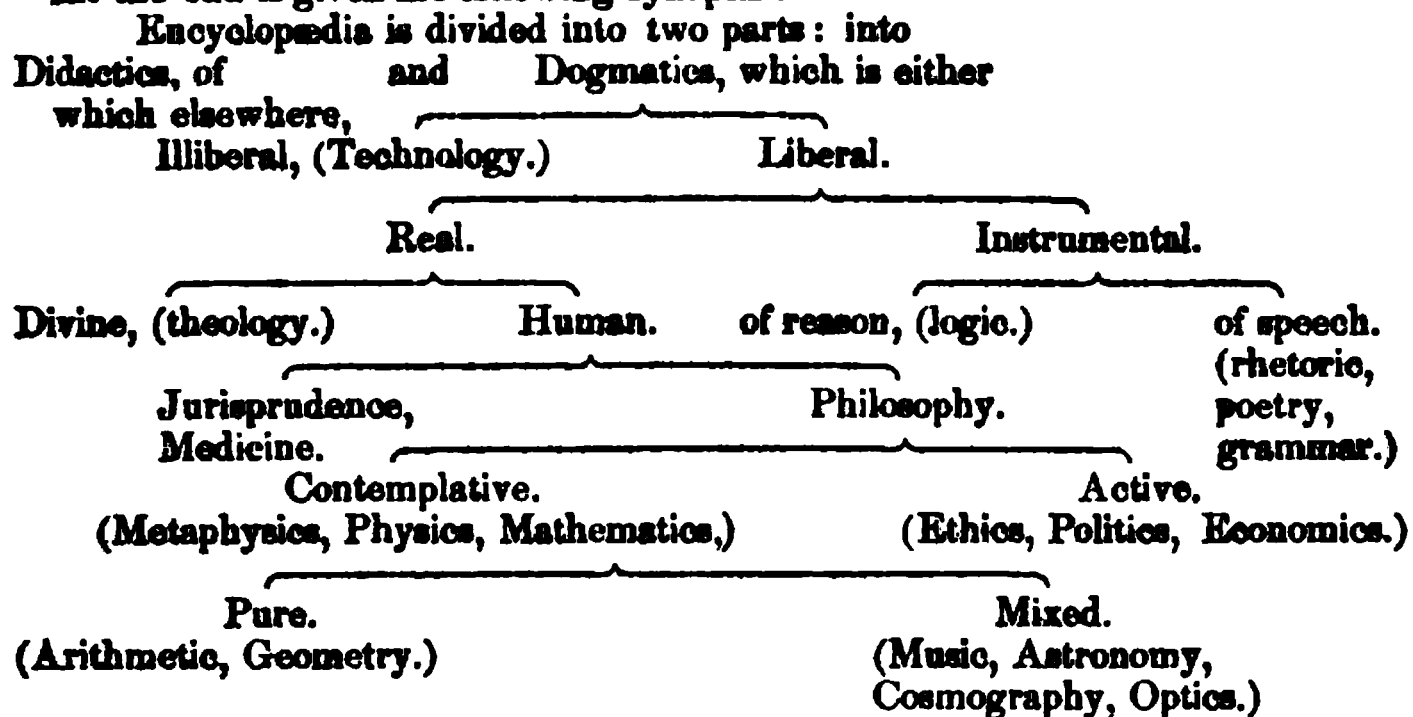 Encyclopædia is divided into two parts: into
Didactics, of and Dogmatics, which is either
which elsewhere,
Illiberal, (Technology.) Liberal.
Real. Instrumental.
Divine, (theology.) Human. of reason, (logic.) of speech.
(rhetoric,
Jurisprudence, Philosophy. poetry,
Medicine. grammar.)
Contemplative. Active.
(Metaphysics, Physics, Mathematics,) (Ethics, Politics, Economics.)
Pure. Mixed.
(Arithmetic, Geometry.) (Music, Astronomy,
Cosmography, Optics.)